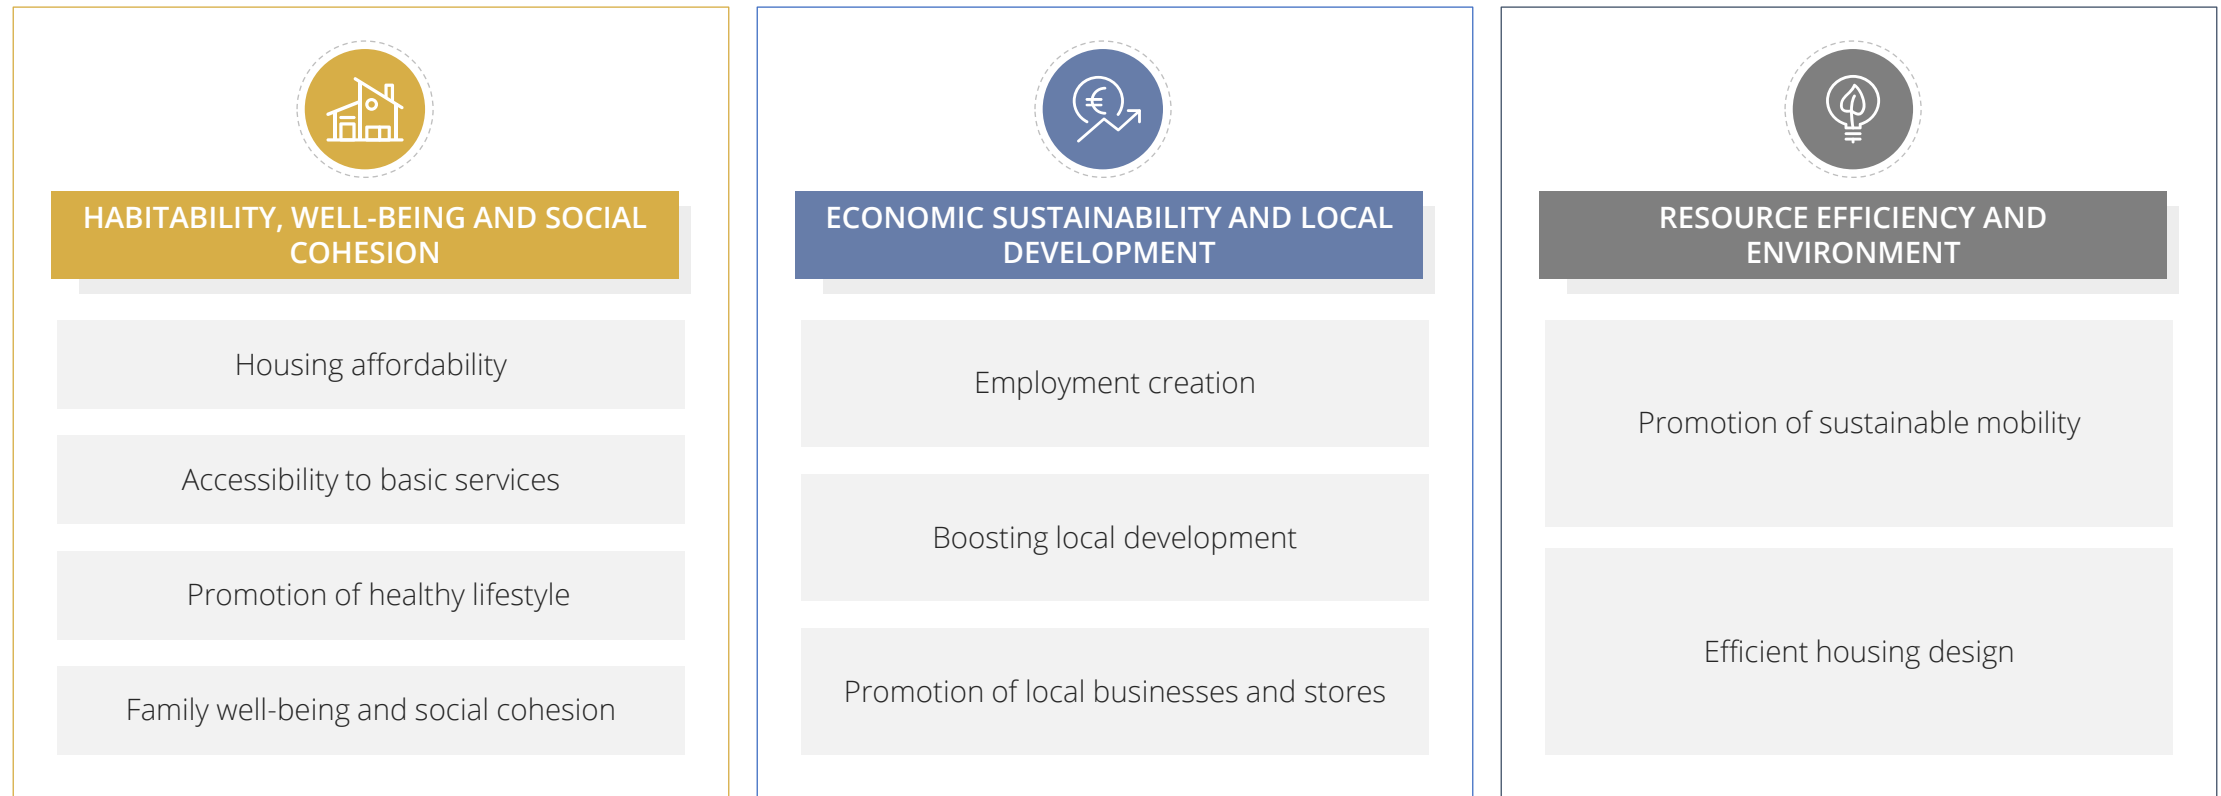 HABITABILITY, WELL-BEING AND SOCIAL
COHESION
Housing affordability
Accessibility to basic services
Promotion of healthy lifestyle
Family well-being and social cohesion
€
ECONOMIC SUSTAINABILITY AND LOCAL
DEVELOPMENT
Employment creation
Boosting local development
Promotion of local businesses and stores
RESOURCE EFFICIENCY AND
ENVIRONMENT
Promotion of sustainable mobility
Efficient housing design